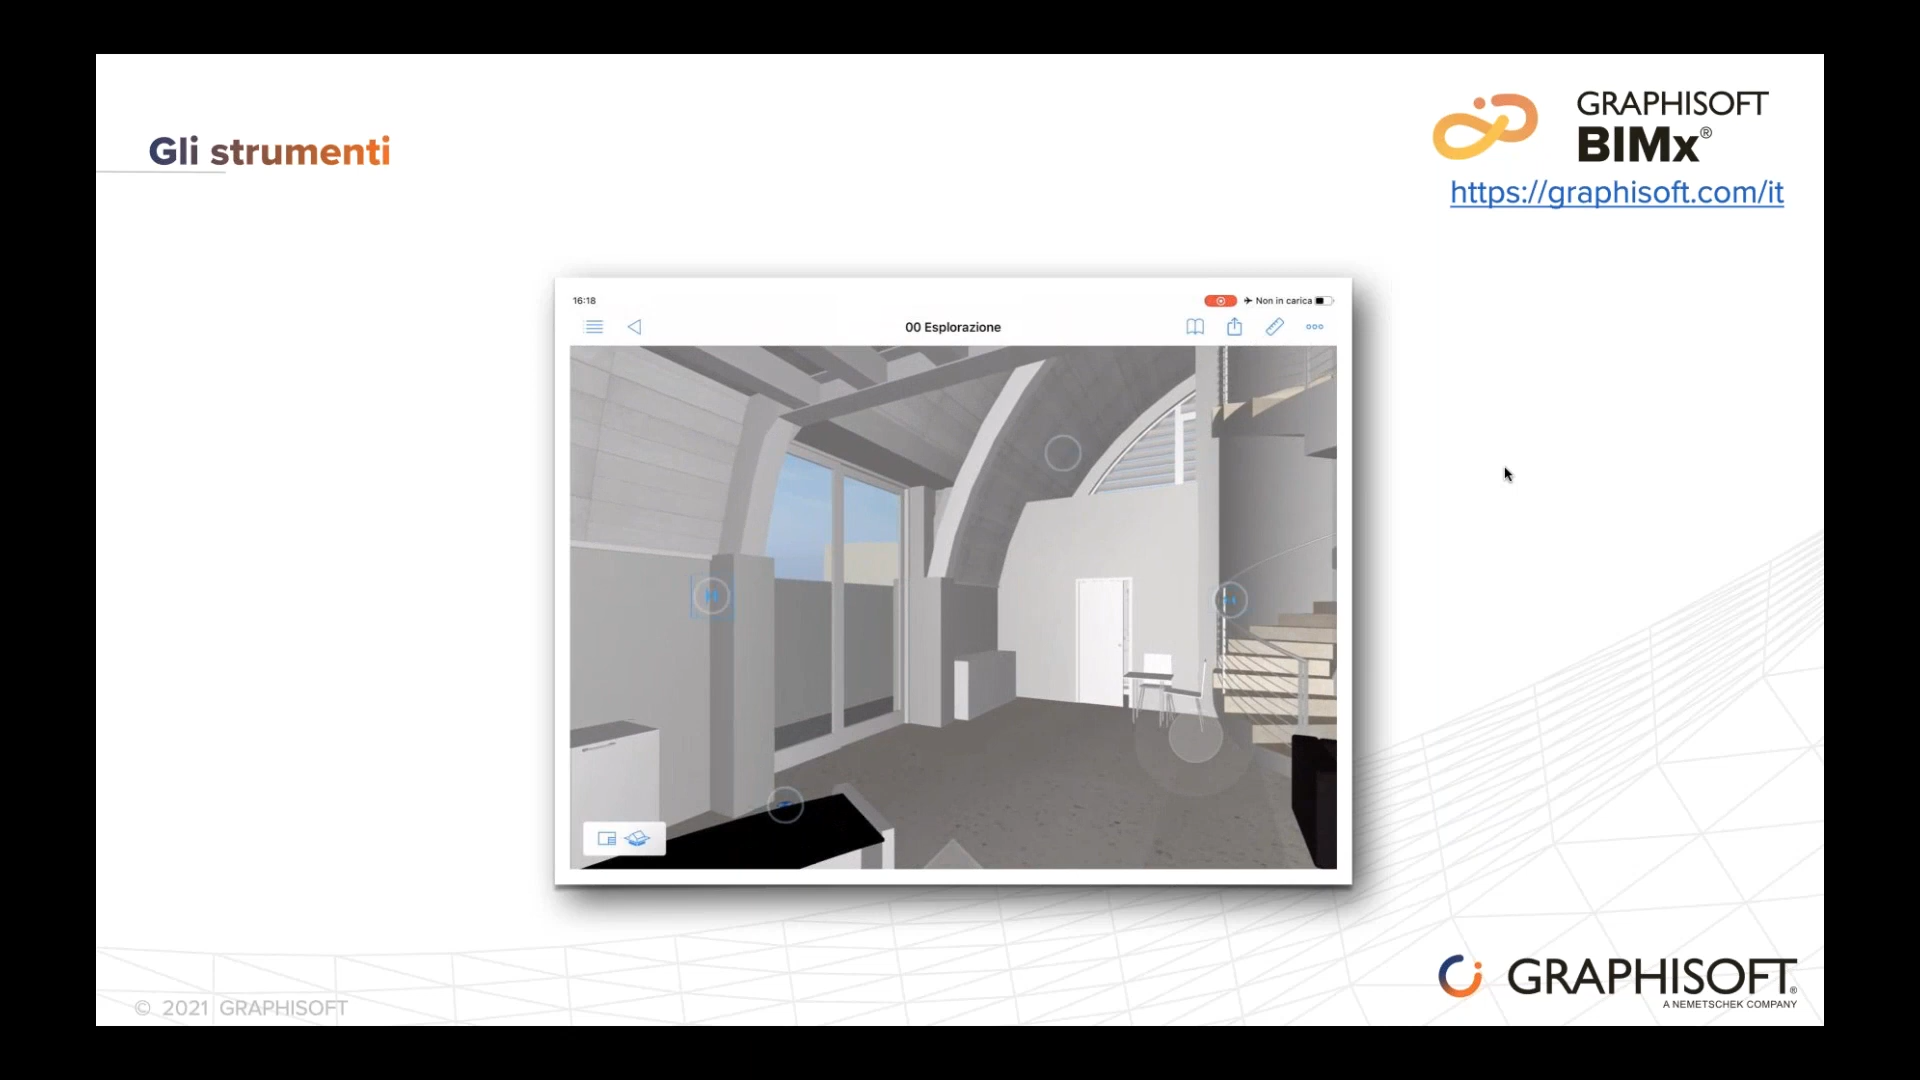 Gli strumenti
GRAPHISOFT
BIMx®
https://graphisoft.com/it
16:18
Non in carica
00 Esplorazione
© 2021 GRAPHISOFT
GRAPHISOFT®
A NEMETSCHEK COMPANY